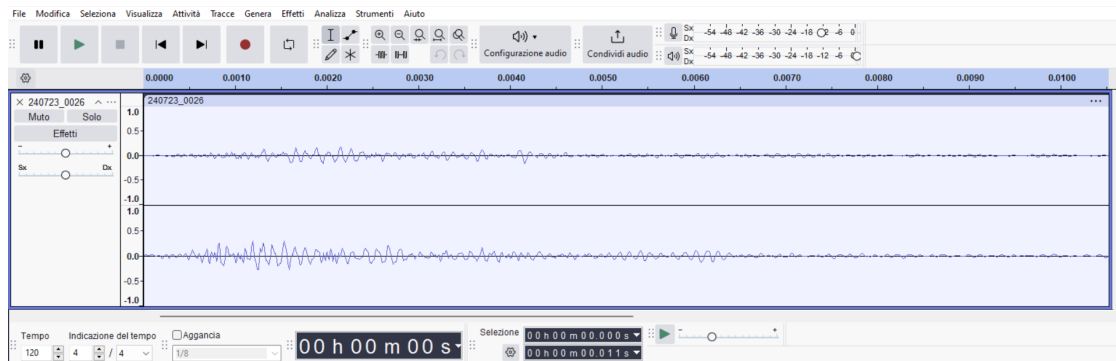 File Modifica Seleziona Visualizza Attività Tracce Genera Effetti Analizza Strumenti Aiuto
Configurazione audio
Condividi audio
Sx -54 -48 -42 -36 -30 -24 -18 -12 -6 0
Dx
Sx -54 -48 -42 -36 -30 -24 -18 -12 -6 0
Dx
0.0000 0.0010 0.0020 0.0030 0.0040 0.0050 0.0060 0.0070 0.0080 0.0090 0.0100
240723_0026
240723_0026
Muto Solo
Effetti
- +
Sx Dx
1.0
0.5
0.0
-0.5
-1.0
1.0
0.5
0.0
-0.5
-1.0
Tempo Indicazione del tempo
120 4 / 4
Aggancia
1/8
00 h 00 m 00 s
Selezione
00 h 00 m 00.000 s
00 h 00 m 00.011 s
- +